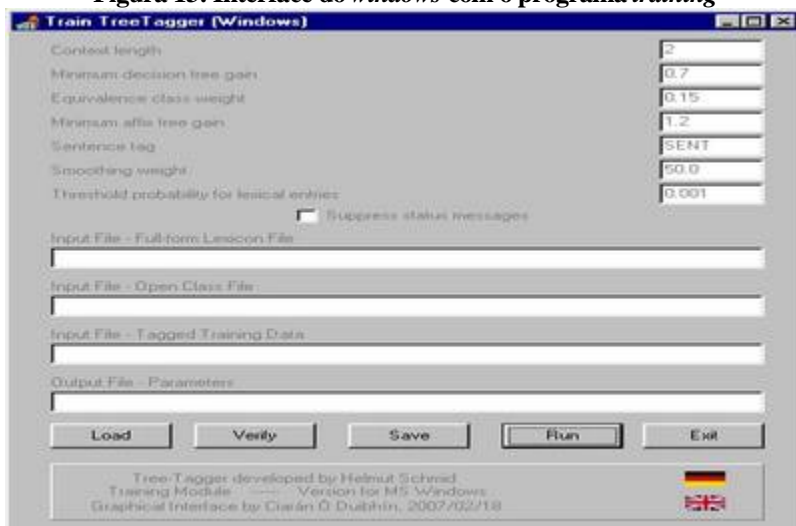 Figura 13: Interface do windows com o programa training
Train TreeTagger (Windows)
Context length 2
Minimum decision tree gain 0.7
Equivalence class weight 0.15
Minimum affix tree gain 1.2
Sentence tag SENT
Smoothing weight 50.0
Threshold probability for lexical entries 0.001
Suppress status messages
Input File - Full-form Lexicon File
Input File - Open Class File
Input File - Tagged Training Data
Output File - Parameters
Load Verify Save Run Exit
Tree-Tagger developed by Helmut Schmid
Training Module ---- Version for MS Windows
Graphical Interface by Ciarán Ó Duibhín, 2007/02/18